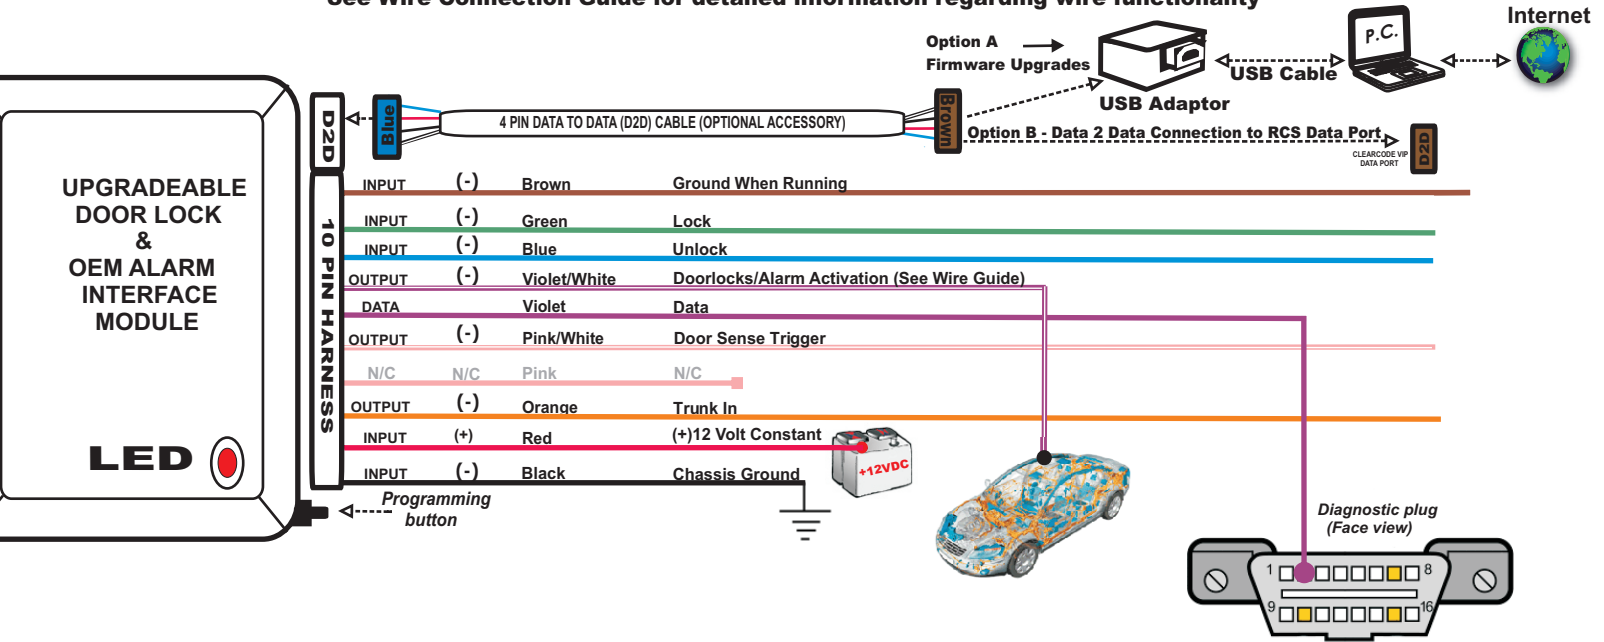 See Wire Connection Guide for detailed information regarding wire functionality
Internet
P.C.
Option A
Firmware Upgrades
USB Cable
USB Adaptor
D2D
Blue
4 PIN DATA TO DATA (D2D) CABLE (OPTIONAL ACCESSORY)
Brown
Option B - Data 2 Data Connection to RCS Data Port
CLEARCODE VIP
DATA PORT
D2D
UPGRADEABLE
DOOR LOCK
&
OEM ALARM
INTERFACE
MODULE
LED
10 PIN HARNESS
INPUT (-) Brown Ground When Running
INPUT (-) Green Lock
INPUT (-) Blue Unlock
OUTPUT (-) Violet/White Doorlocks/Alarm Activation (See Wire Guide)
DATA Violet Data
OUTPUT (-) Pink/White Door Sense Trigger
N/C N/C Pink N/C
OUTPUT (-) Orange Trunk In
INPUT (+) Red (+)12 Volt Constant
+12VDC
INPUT (-) Black Chassis Ground
Programming
button
Diagnostic plug
(Face view)
1 8
9 16